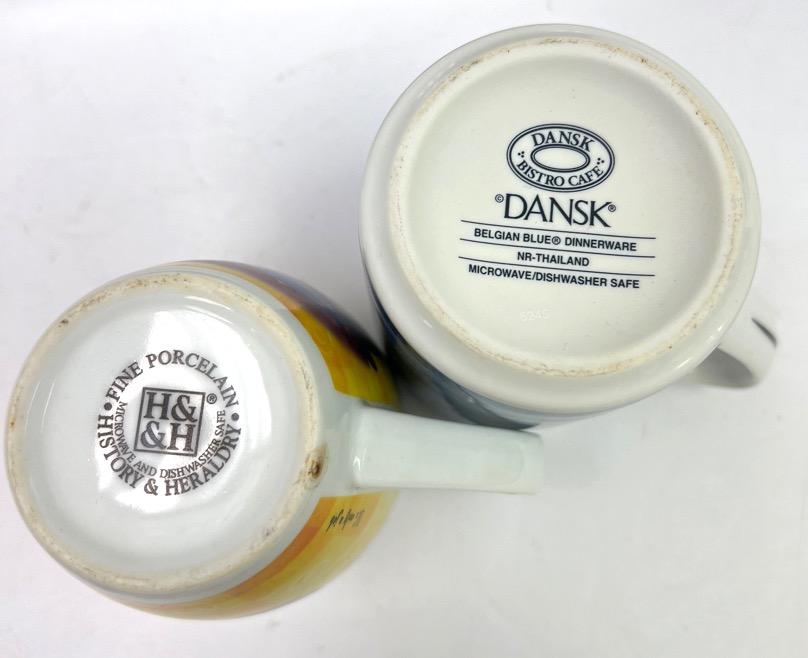 DANSK
BISTRO CAFE
©DANSK®
BELGIAN BLUE® DINNERWARE
NR-THAILAND
MICROWAVE/DISHWASHER SAFE
5245
• FINE PORCELAIN •
H&
&H
®
MICROWAVE AND DISHWASHER SAFE
HISTORY & HERALDRY